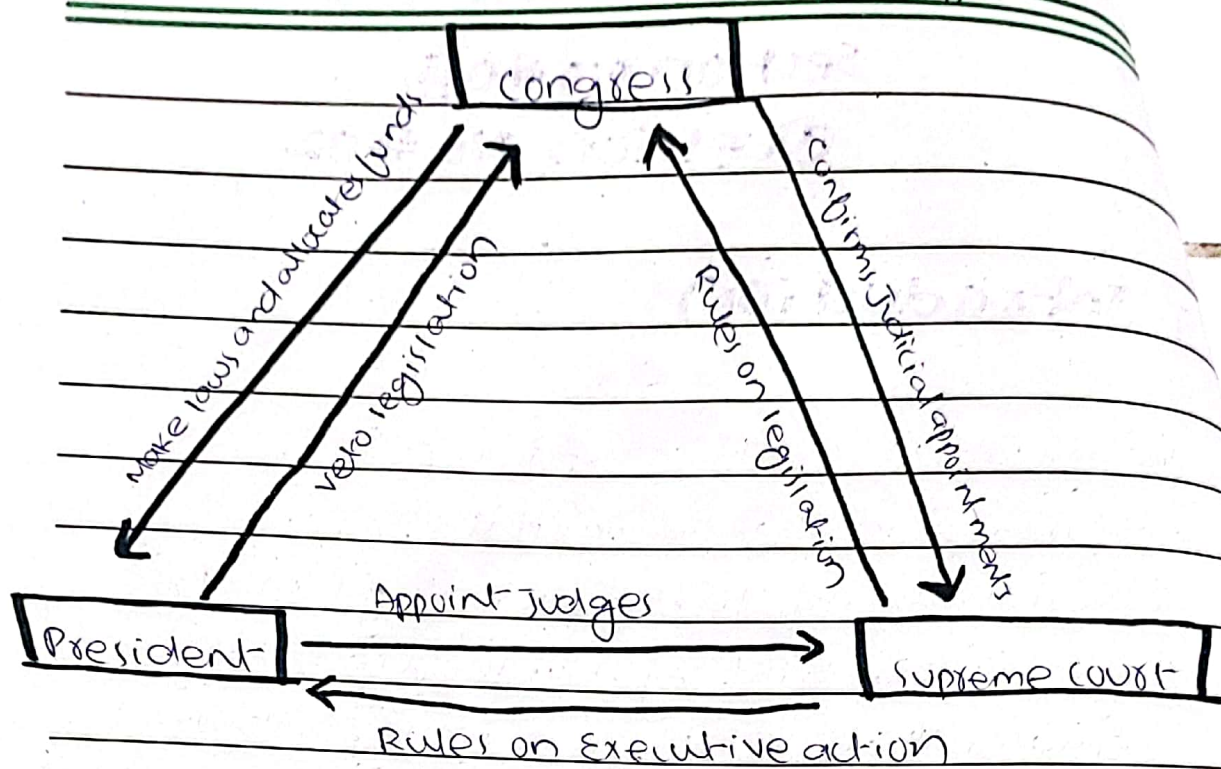 Congress
Make laws and allocates funds
veto legislation
Rules on legislation
confirms Judicial appointments
Appoint Judges
President
Supreme court
Rules on Executive action